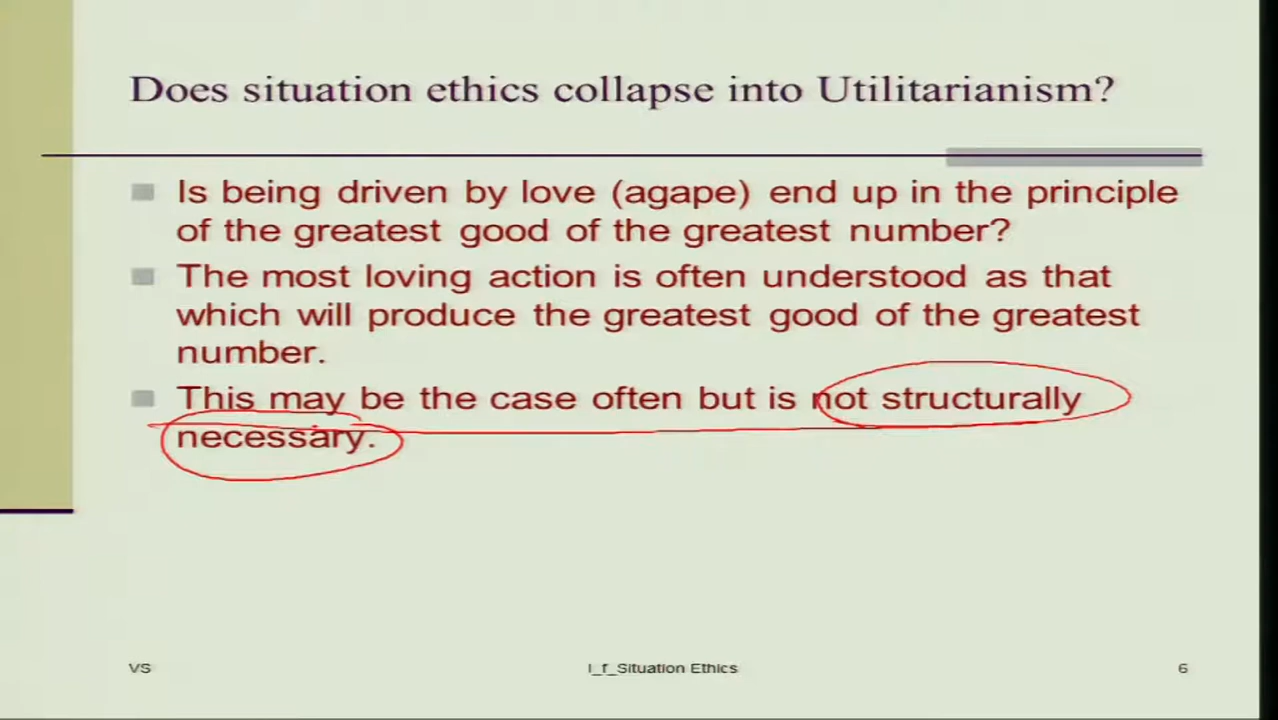 Does situation ethics collapse into Utilitarianism?
Is being driven by love (agape) end up in the principle
of the greatest good of the greatest number?
The most loving action is often understood as that
which will produce the greatest good of the greatest
number.
This may be the case often but is not structurally
necessary.
VS
I_f_Situation Ethics
6